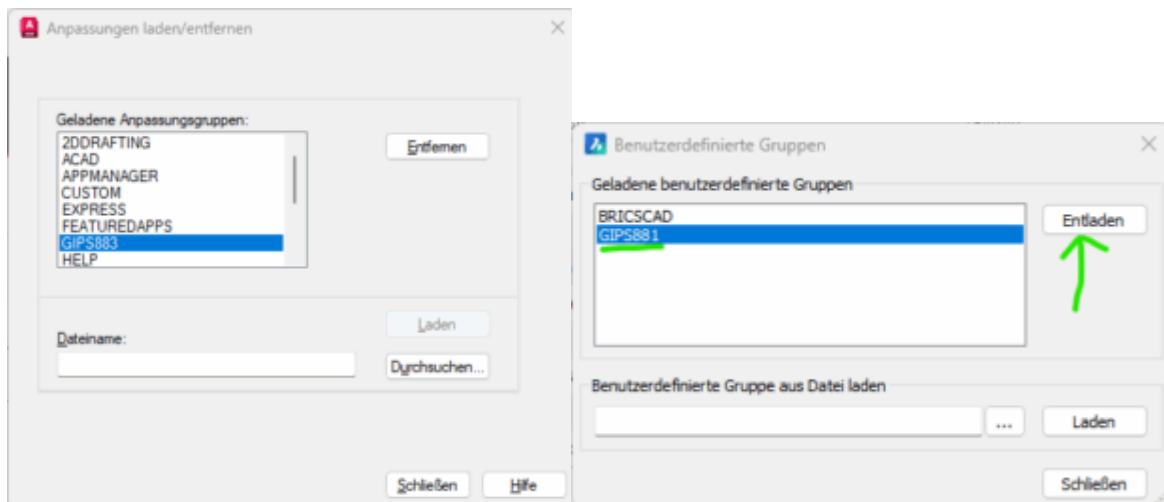 Anpassungen laden/entfernen
Geladene Anpassungsgruppen:
2DDRAFTING
ACAD
APPMANAGER
CUSTOM
EXPRESS
FEATUREDAPPS
GIPS883
HELP
Entfernen
Laden
Dateiname:
Durchsuchen...
Schließen
Hilfe
Benutzerdefinierte Gruppen
Geladene benutzerdefinierte Gruppen
BRICSCAD
GIPS881
Entladen
Benutzerdefinierte Gruppe aus Datei laden
...
Laden
Schließen